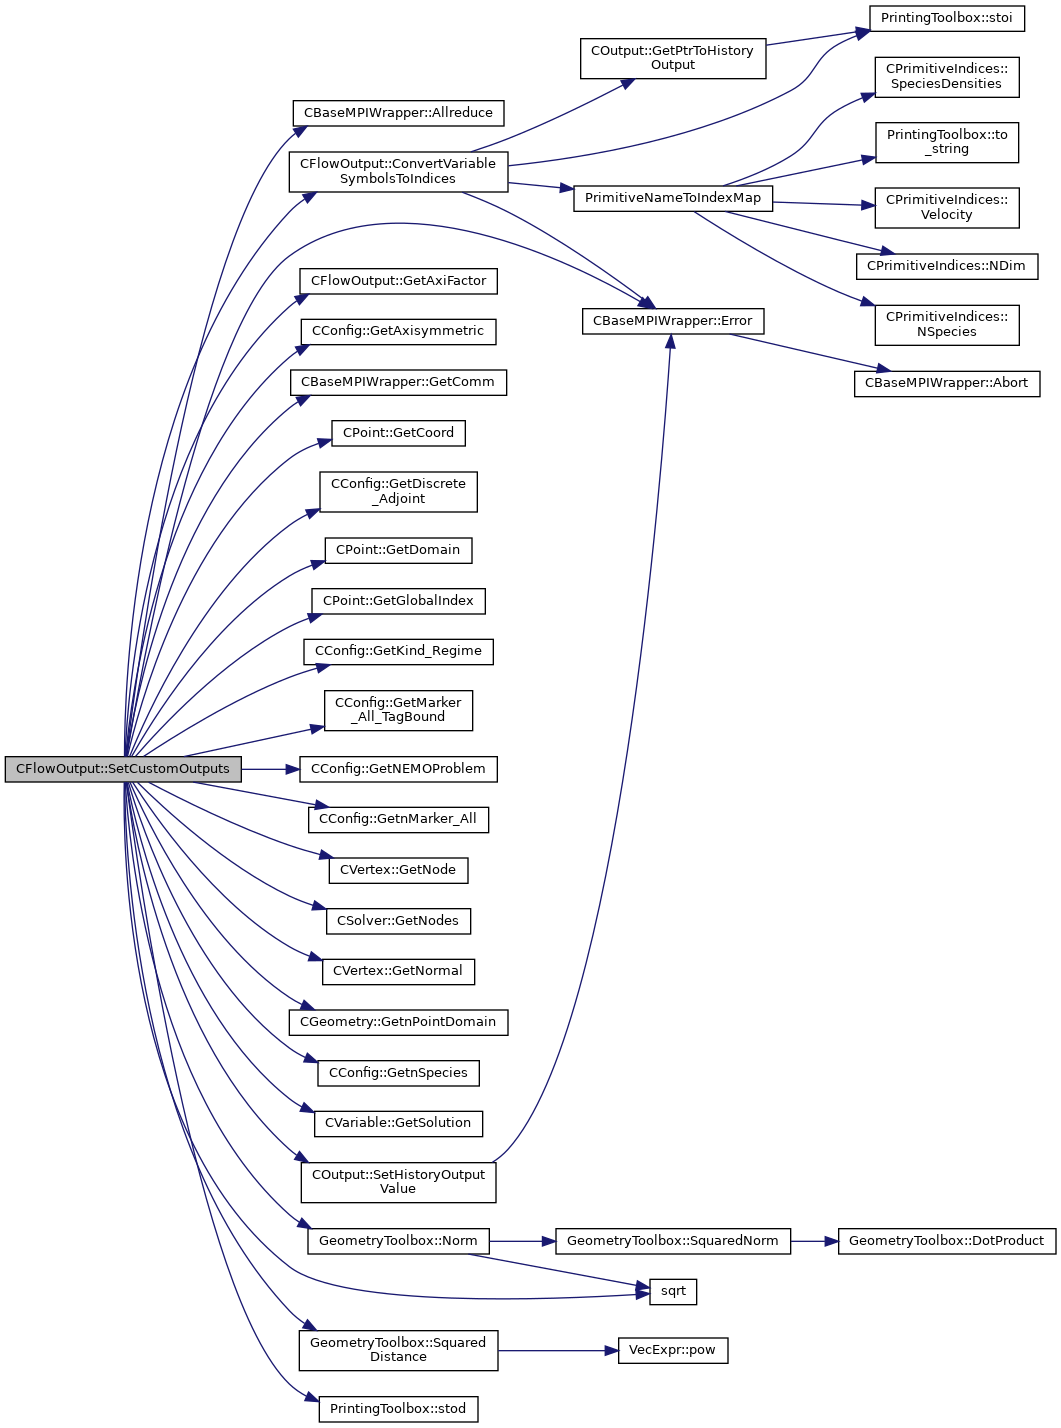 PrintingToolbox::stoi
COutput::GetPtrToHistory
Output
CPrimitiveIndices::
SpeciesDensities
CBaseMPIWrapper::Allreduce
PrintingToolbox::to
_string
CFlowOutput::ConvertVariable
SymbolsToIndices
PrimitiveNameToIndexMap
CPrimitiveIndices::
Velocity
CPrimitiveIndices::NDim
CFlowOutput::GetAxiFactor
CPrimitiveIndices::
NSpecies
CBaseMPIWrapper::Error
CConfig::GetAxisymmetric
CBaseMPIWrapper::GetComm
CBaseMPIWrapper::Abort
CPoint::GetCoord
CConfig::GetDiscrete
_Adjoint
CPoint::GetDomain
CPoint::GetGlobalIndex
CConfig::GetKind_Regime
CConfig::GetMarker
_All_TagBound
CFlowOutput::SetCustomOutputs
CConfig::GetNEMOProblem
CConfig::GetnMarker_All
CVertex::GetNode
CSolver::GetNodes
CVertex::GetNormal
CGeometry::GetnPointDomain
CConfig::GetnSpecies
CVariable::GetSolution
COutput::SetHistoryOutput
Value
GeometryToolbox::Norm
GeometryToolbox::SquaredNorm
GeometryToolbox::DotProduct
sqrt
GeometryToolbox::Squared
Distance
VecExpr::pow
PrintingToolbox::stod